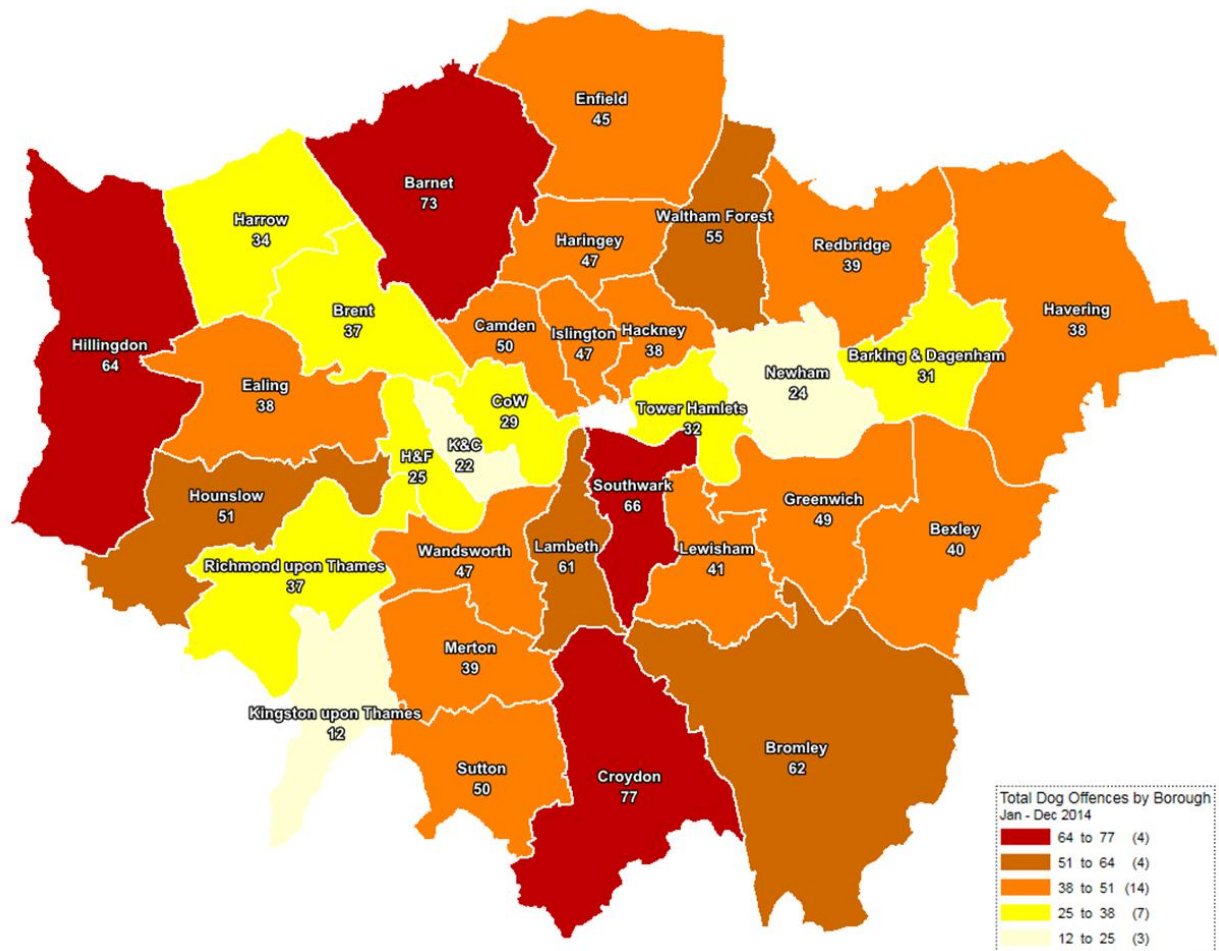 Enfield
45
Barnet
73
Harrow
34
Waltham Forest
55
Haringey
47
Redbridge
39
Brent
37
Havering
38
Hillingdon
64
Camden
50
Islington
47
Hackney
38
Barking & Dagenham
31
Ealing
38
Newham
24
CoW
29
Tower Hamlets
32
K&C
22
H&F
25
Hounslow
51
Southwark
66
Greenwich
49
Bexley
40
Wandsworth
47
Lambeth
61
Lewisham
41
Richmond upon Thames
37
Merton
39
Kingston upon Thames
12
Sutton
50
Croydon
77
Bromley
62
Total Dog Offences by Borough
Jan - Dec 2014
64 to 77 (4)
51 to 64 (4)
38 to 51 (14)
25 to 38 (7)
12 to 25 (3)